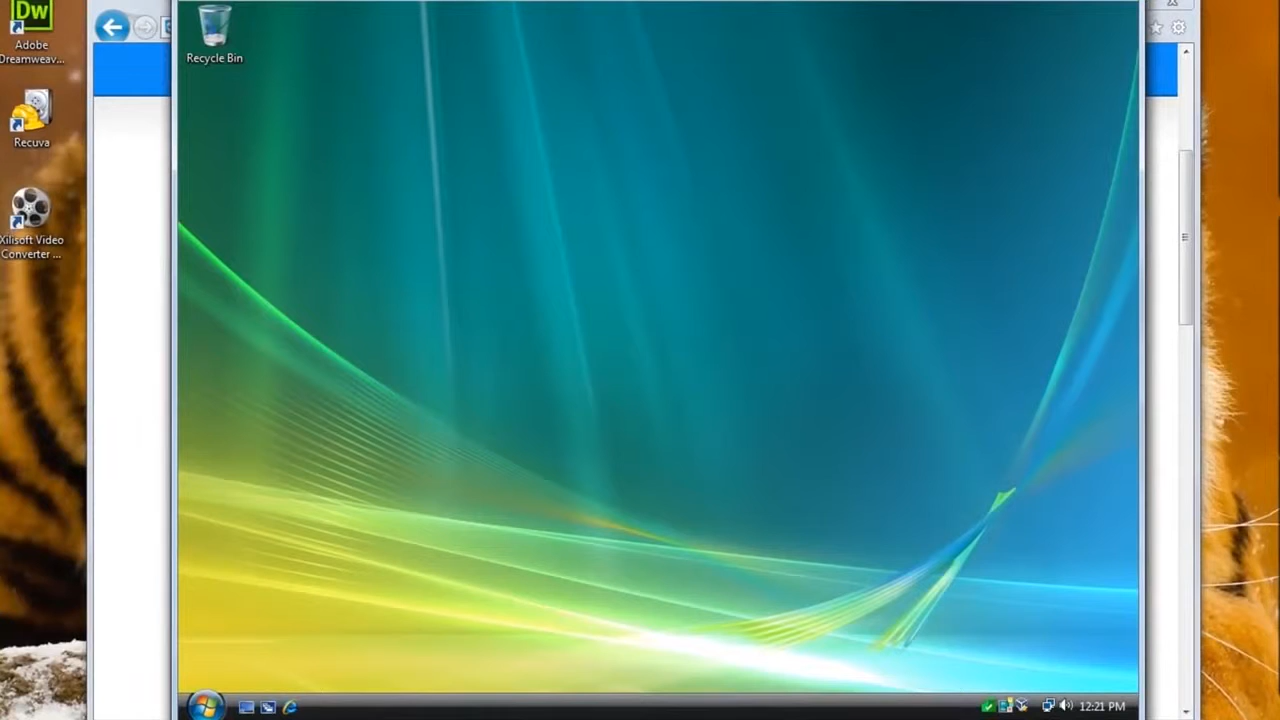 Dw
Adobe
Dreamweav...
Recuva
Xilisoft Video
Converter ...
Recycle Bin
12:21 PM